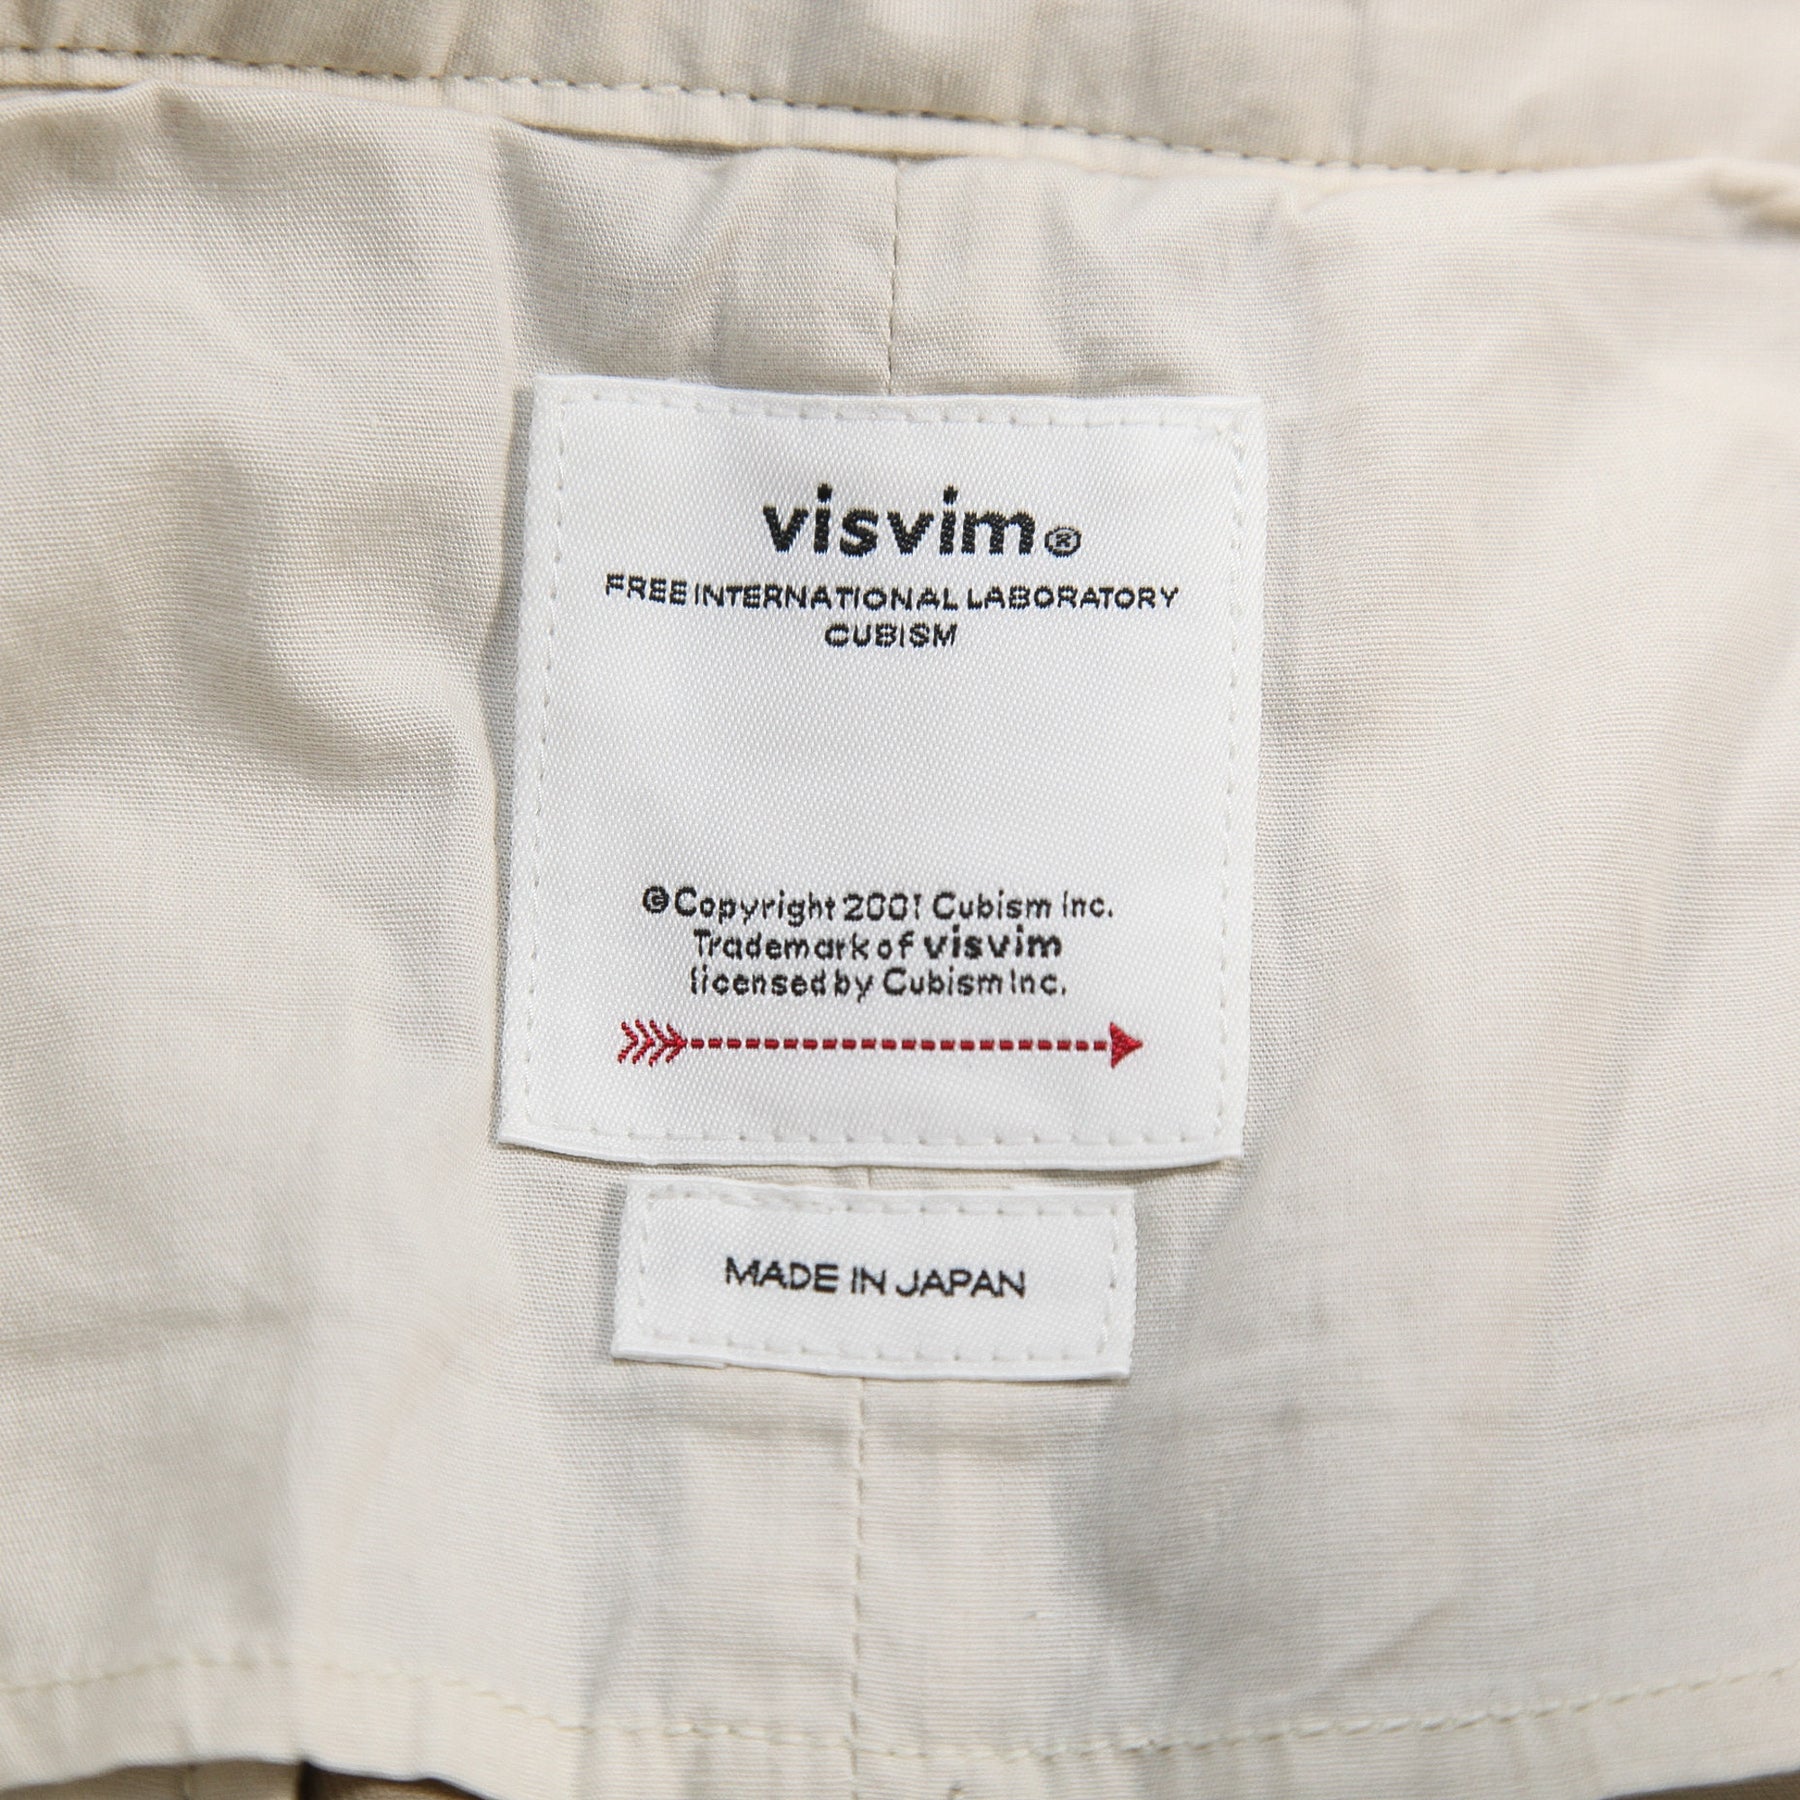 visvim®
FREE INTERNATIONAL LABORATORY
CUBISM
©Copyright 2001 Cubism Inc.
Trademark of visvim
licensed by Cubism Inc.
MADE IN JAPAN